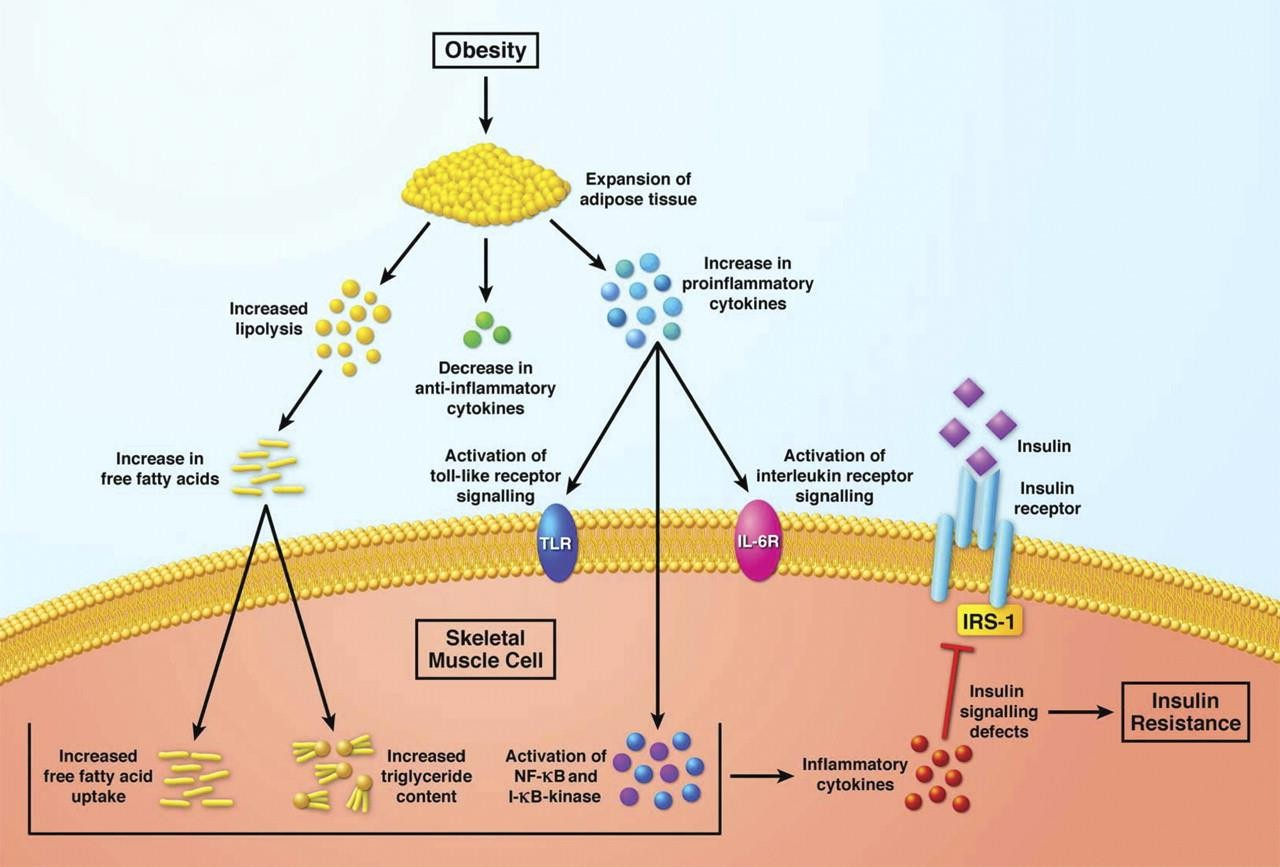 Obesity
Expansion of
adipose tissue
Increase in
proinflammatory
cytokines
Increased
lipolysis
Decrease in
anti-inflammatory
cytokines
Increase in
free fatty acids
Activation of
toll-like receptor
signalling
Activation of
interleukin receptor
signalling
Insulin
Insulin
receptor
TLR
IL-6R
IRS-1
Skeletal
Muscle Cell
Insulin
signalling
defects
Insulin
Resistance
Increased
free fatty acid
uptake
Increased
triglyceride
content
Activation of
NF-κB and
I-κB-kinase
Inflammatory
cytokines